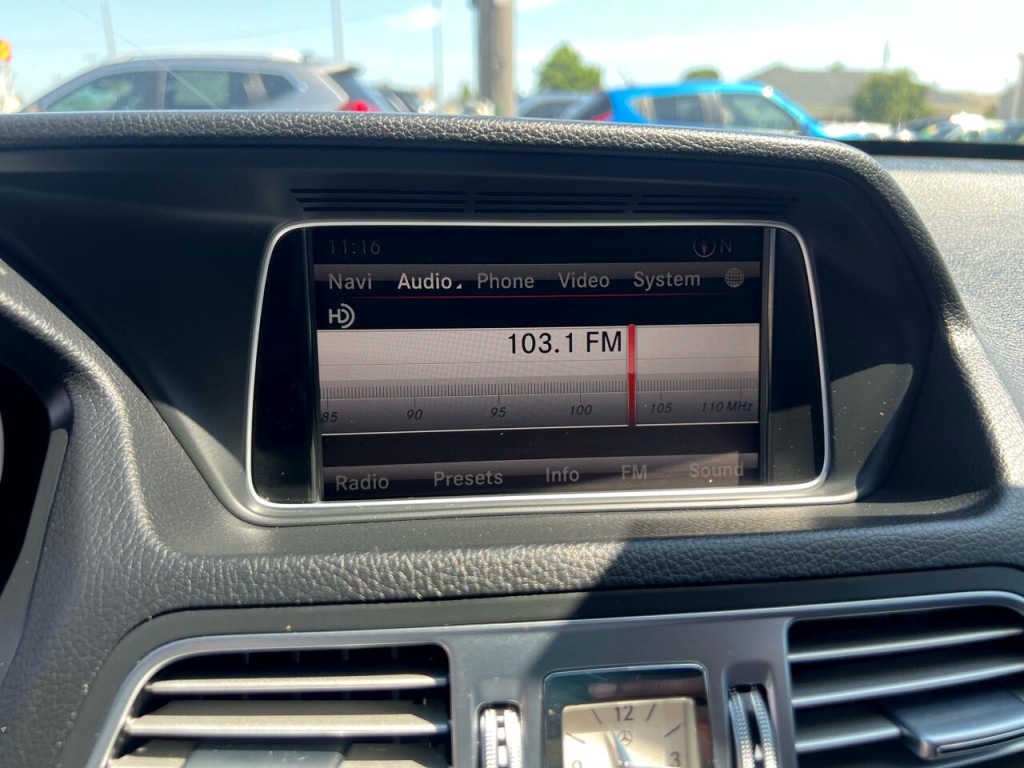 11:16 N
Navi Audio Phone Video System
HD
103.1 FM
85 90 95 100 105 110 MHz
Radio Presets Info FM Sound
12
9 3